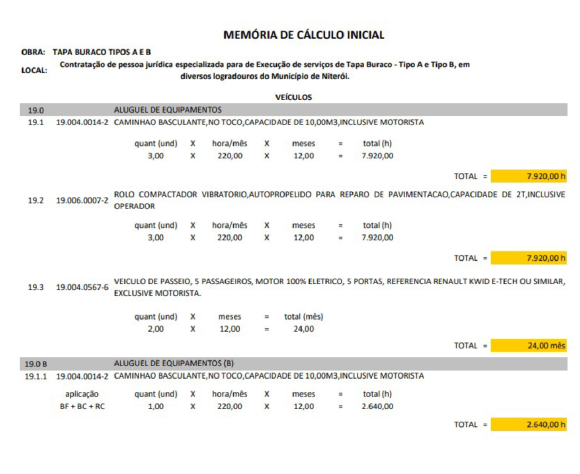 MEMÓRIA DE CÁLCULO INICIAL
OBRA: TAPA BURACO TIPOS A E B
LOCAL: Contratação de pessoa jurídica especializada para de Execução de serviços de Tapa Buraco - Tipo A e Tipo B, em
diversos logradouros do Município de Niterói.
VEÍCULOS
19.0 ALUGUEL DE EQUIPAMENTOS
19.1 19.004.0014-2 CAMINHAO BASCULANTE,NO TOCO,CAPACIDADE DE 10,00M3,INCLUSIVE MOTORISTA
quant (und) X hora/mês X meses = total (h)
3,00 X 220,00 X 12,00 = 7.920,00
TOTAL = 7.920,00 h
19.2 19.006.0007-2 ROLO COMPACTADOR VIBRATORIO,AUTOPROPELIDO PARA REPARO DE PAVIMENTACAO,CAPACIDADE DE 2T,INCLUSIVE
OPERADOR
quant (und) X hora/mês X meses = total (h)
3,00 X 220,00 X 12,00 = 7.920,00
TOTAL = 7.920,00 h
19.3 19.004.0567-6 VEICULO DE PASSEIO, 5 PASSAGEIROS, MOTOR 100% ELETRICO, 5 PORTAS, REFERENCIA RENAULT KWID E-TECH OU SIMILAR,
EXCLUSIVE MOTORISTA.
quant (und) X meses = total (mês)
2,00 X 12,00 = 24,00
TOTAL = 24,00 mês
19.0 B ALUGUEL DE EQUIPAMENTOS (B)
19.1.1 19.004.0014-2 CAMINHAO BASCULANTE,NO TOCO,CAPACIDADE DE 10,00M3,INCLUSIVE MOTORISTA
aplicação quant (und) X hora/mês X meses = total (h)
BF + BC + RC 1,00 X 220,00 X 12,00 = 2.640,00
TOTAL = 2.640,00 h